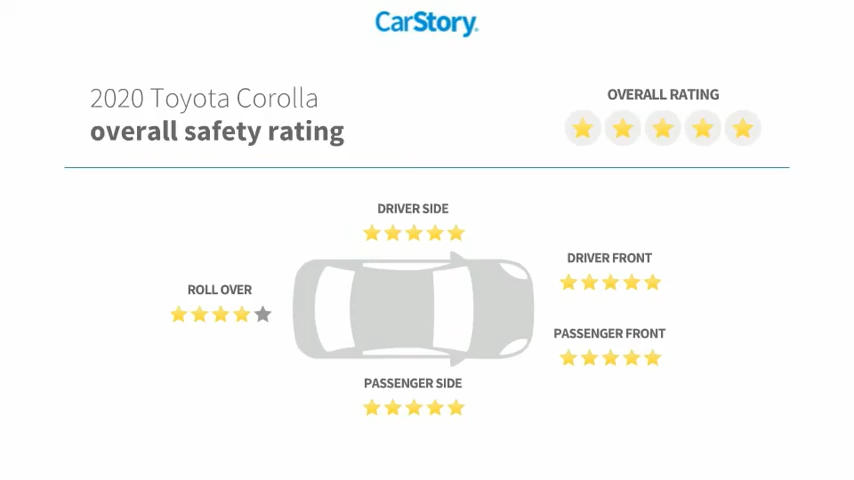 CarStory.
2020 Toyota Corolla
overall safety rating
OVERALL RATING
DRIVER SIDE
DRIVER FRONT
ROLL OVER
PASSENGER FRONT
PASSENGER SIDE